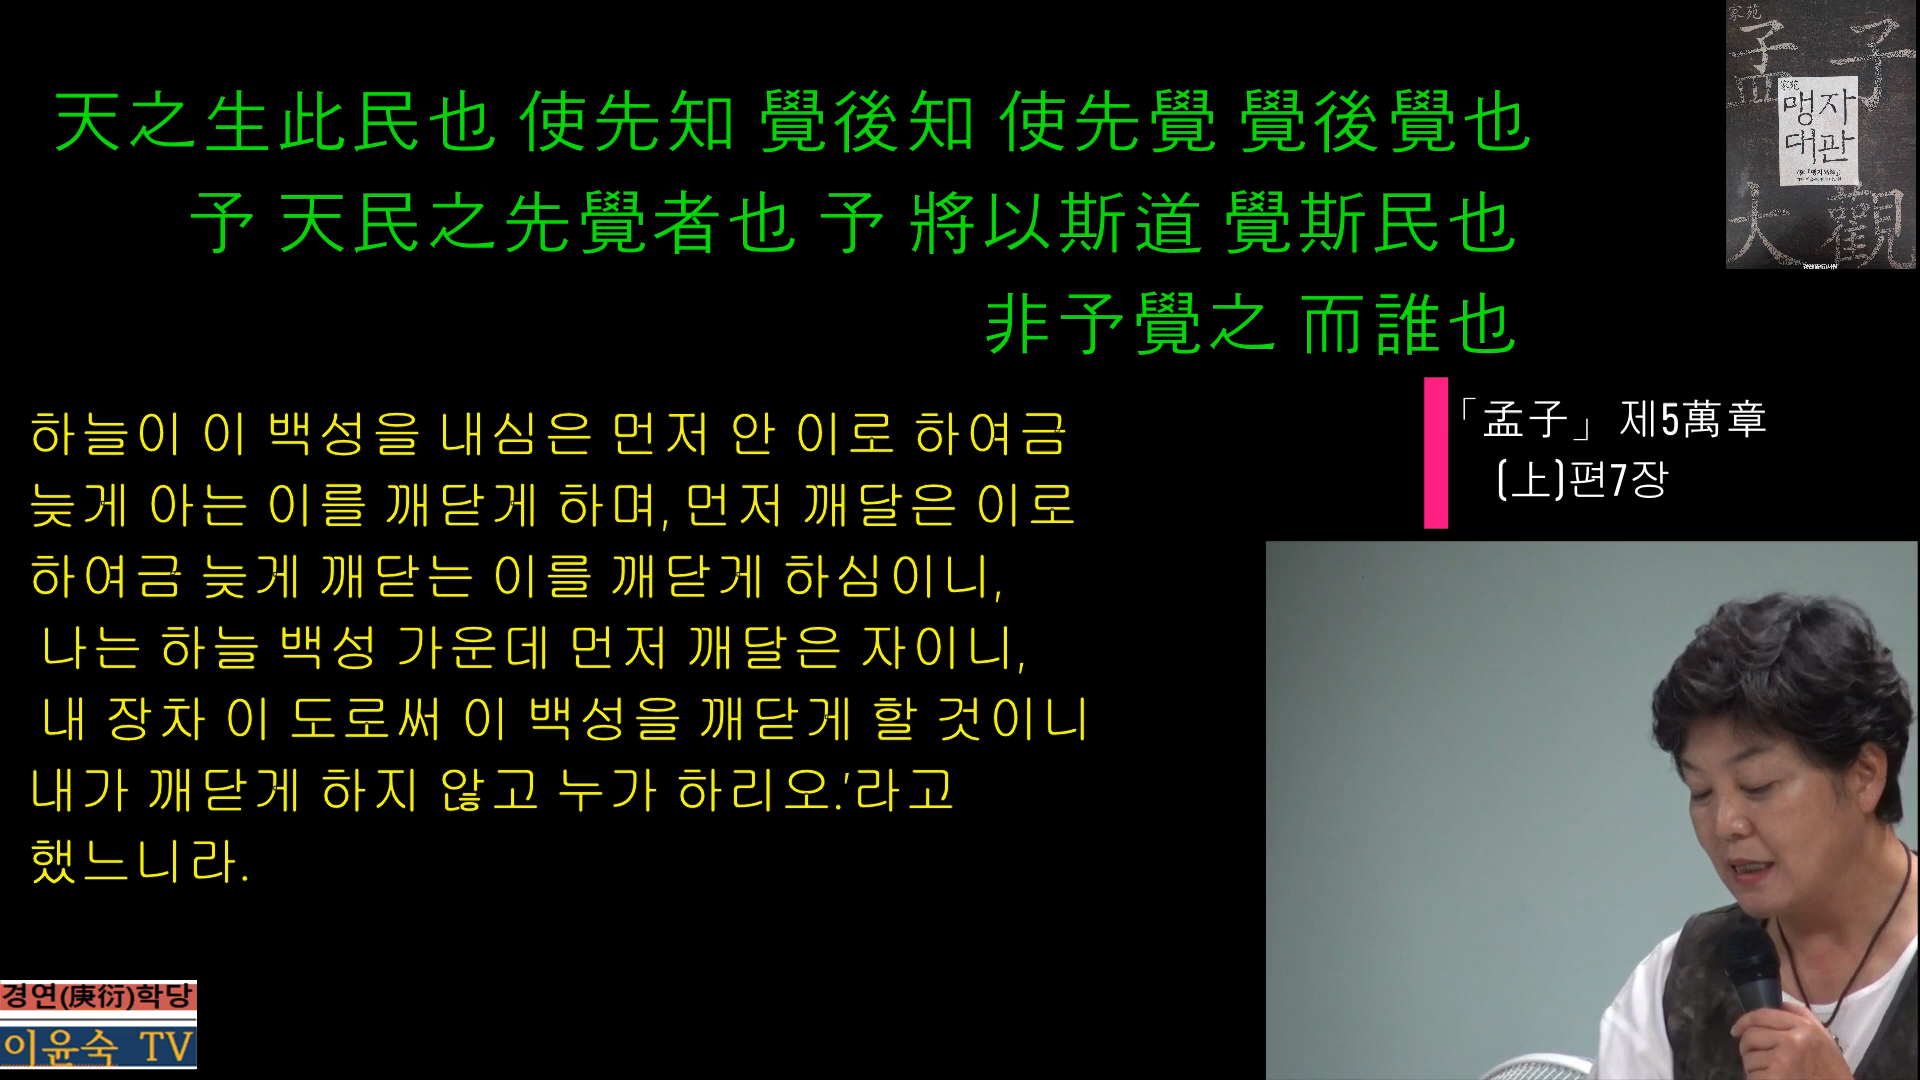 天之生此民也 使先知 覺後知 使先覺 覺後覺也
予 天民之先覺者也 予 將以斯道 覺斯民也
非予覺之 而誰也
家苑
孟子
맹자
대관
大觀
「孟子」 제5萬章
(上)편7장
하늘이 이 백성을 내심은 먼저 안 이로 하여금
늦게 아는 이를 깨닫게 하며, 먼저 깨달은 이로
하여금 늦게 깨닫는 이를 깨닫게 하심이니,
나는 하늘 백성 가운데 먼저 깨달은 자이니,
내 장차 이 도로써 이 백성을 깨닫게 할 것이니
내가 깨닫게 하지 않고 누가 하리오.'라고
했느니라.
경연(庚衍)학당
이윤숙 TV